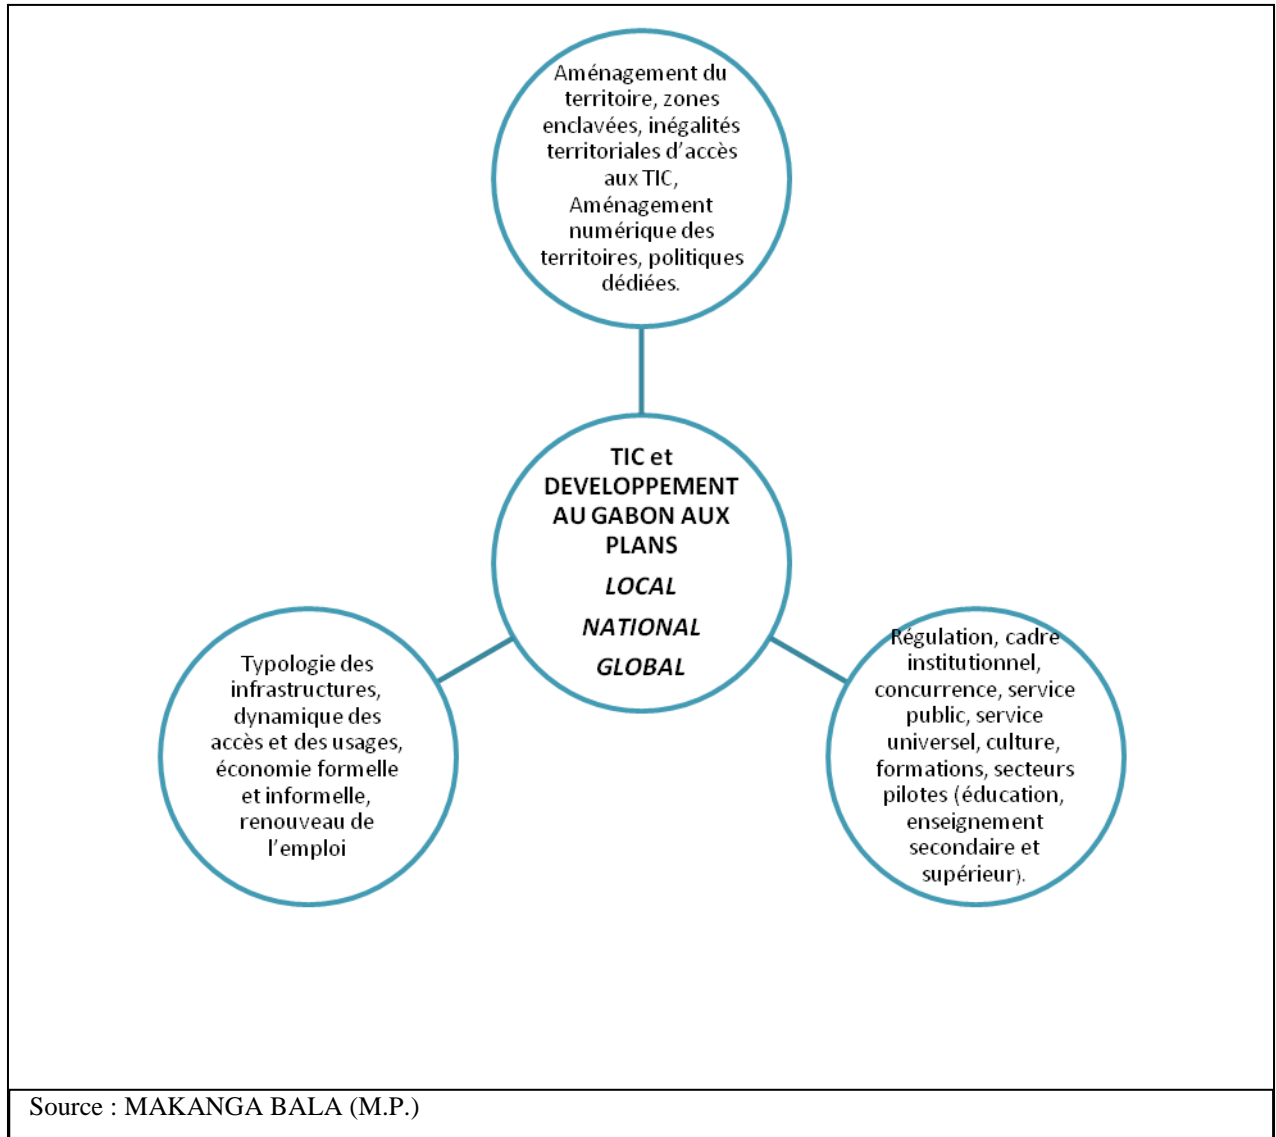 Aménagement du
territoire, zones
enclavées, inégalités
territoriales d'accès
aux TIC,
Aménagement
numérique des
territoires, politiques
dédiées.
TIC et
DEVELOPPEMENT
AU GABON AUX
PLANS
LOCAL
NATIONAL
GLOBAL
Typologie des
infrastructures,
dynamique des
accès et des usages,
économie formelle
et informelle,
renouveau de
l'emploi
Régulation, cadre
institutionnel,
concurrence, service
public, service
universel, culture,
formations, secteurs
pilotes (éducation,
enseignement
secondaire et
supérieur).
Source : MAKANGA BALA (M.P.)